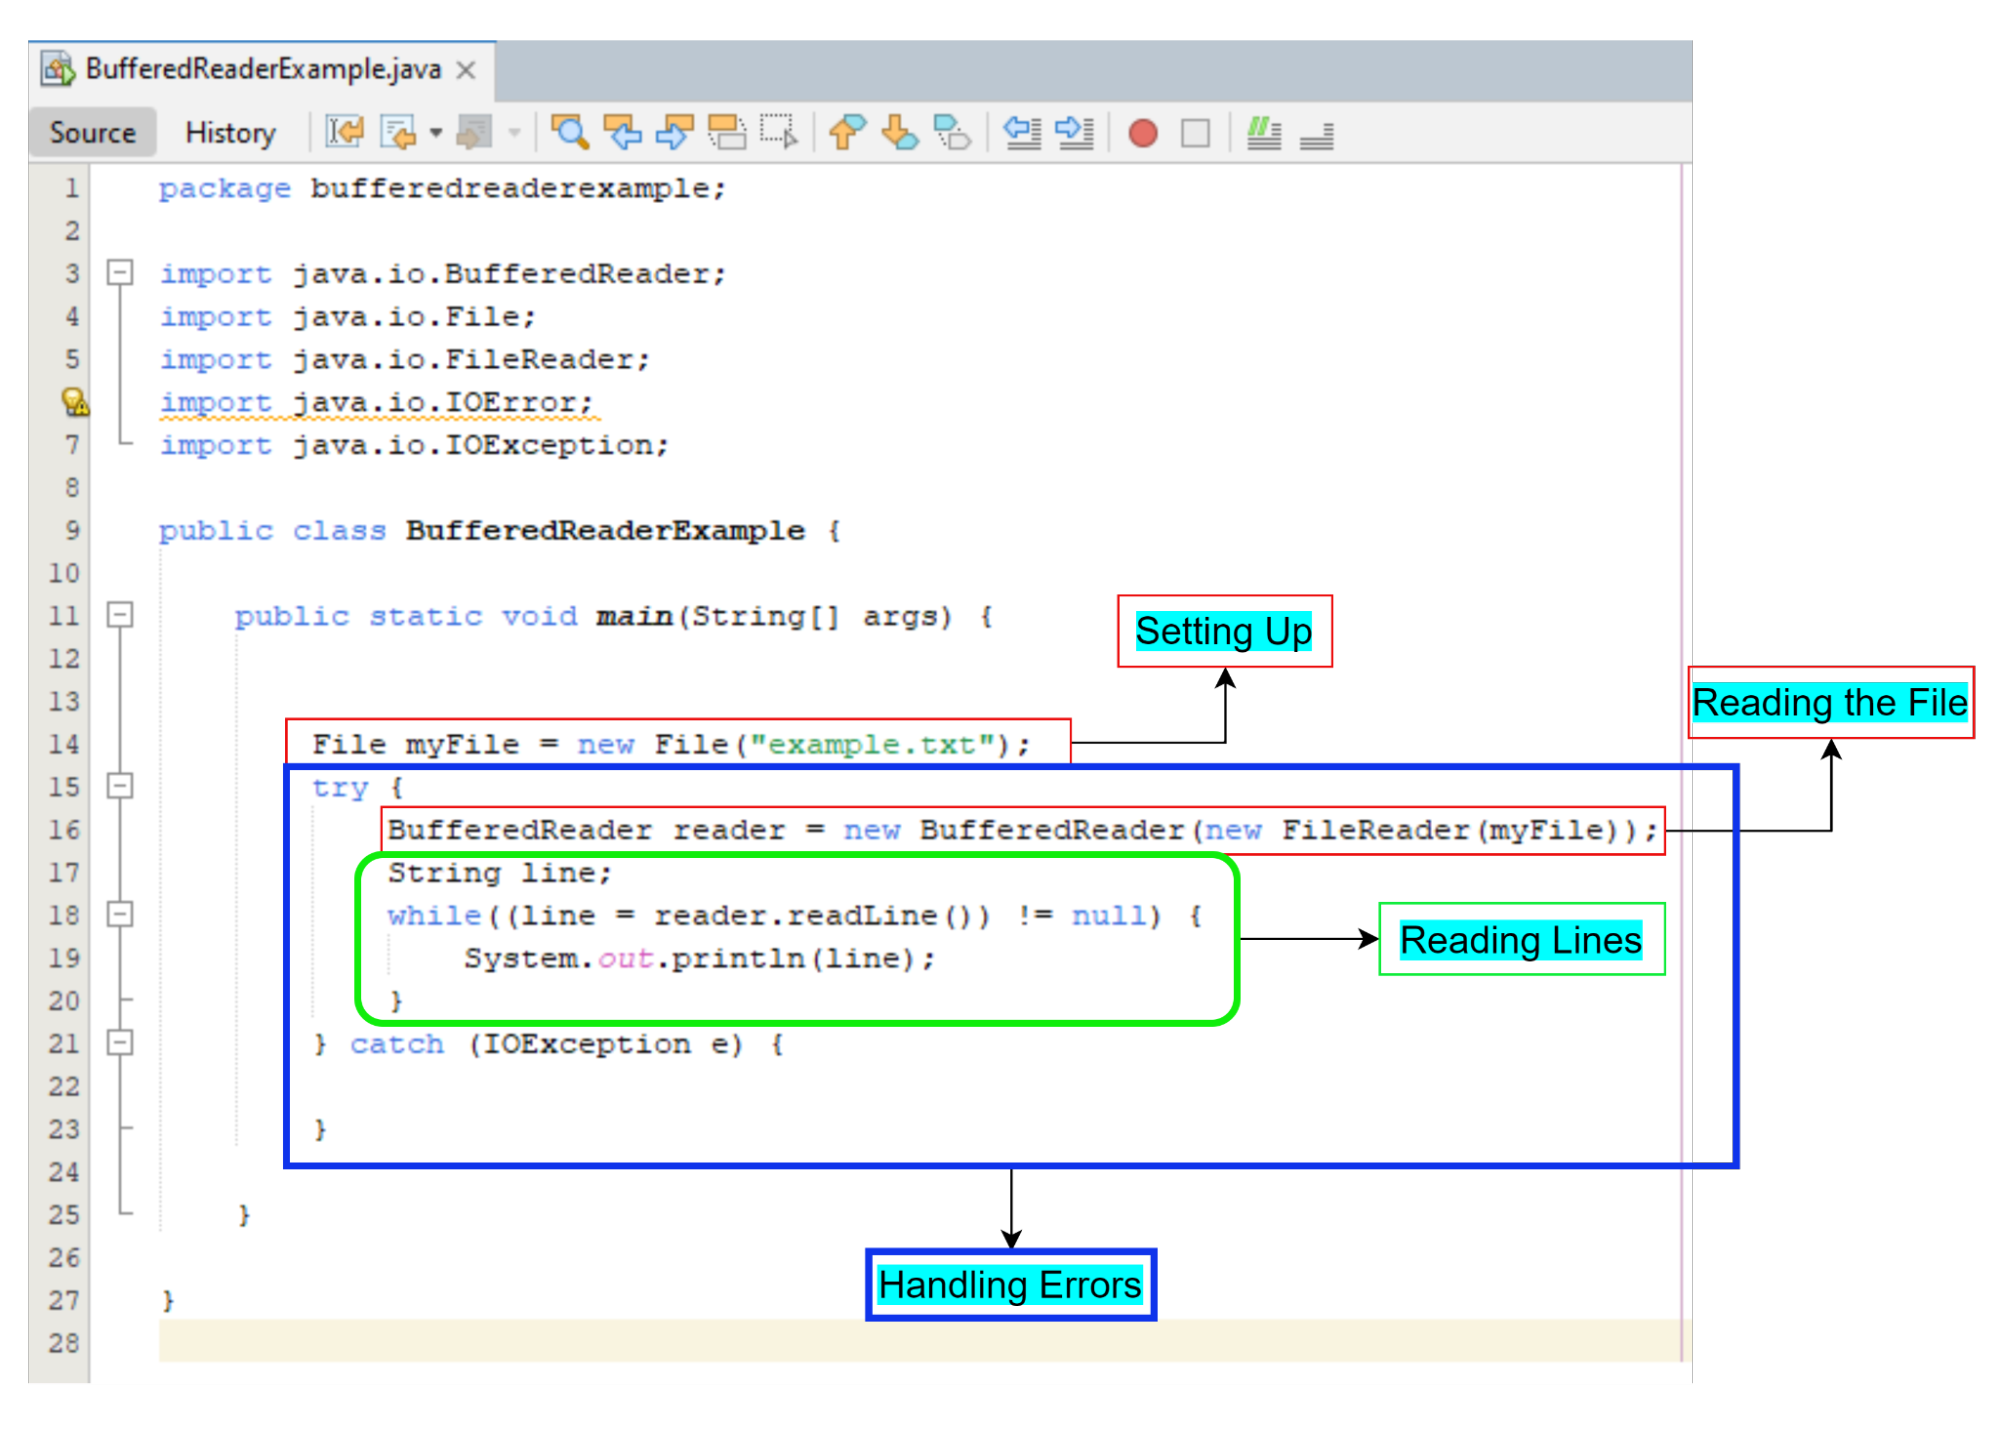 BufferedReaderExample.java
Source History
1 package bufferedreaderexample;
2
3 import java.io.BufferedReader;
4 import java.io.File;
5 import java.io.FileReader;
import java.io.IOError;
7 import java.io.IOException;
8
9 public class BufferedReaderExample {
10
11 public static void main(String[] args) {
Setting Up
12
13
Reading the File
14 File myFile = new File("example.txt");
15 try {
16 BufferedReader reader = new BufferedReader(new FileReader(myFile));
17 String line;
18 while((line = reader.readLine()) != null) {
Reading Lines
19 System.out.println(line);
20 }
21 } catch (IOException e) {
22
23 }
24
25 }
26
Handling Errors
27 }
28